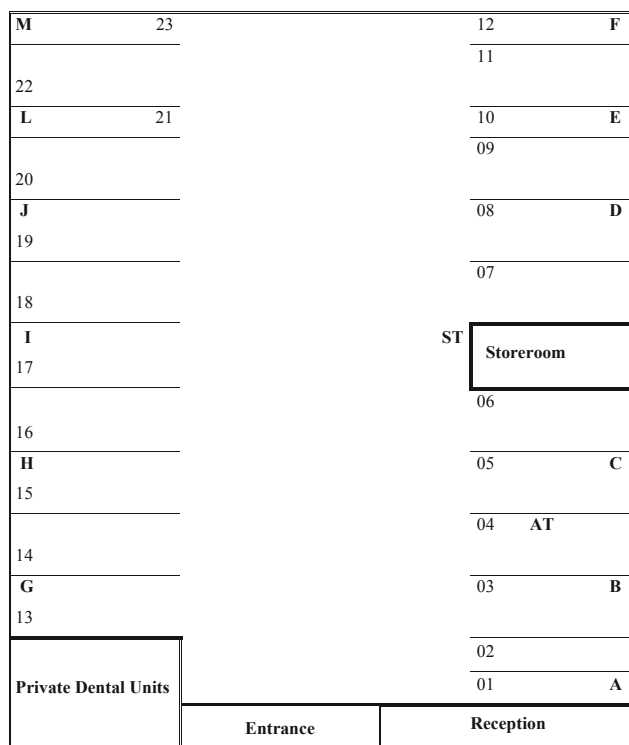 M 23 12 F
11
22
L 21 10 E
09
20
J 08 D
19
07
18
I ST Storeroom
17
06
16
H 05 C
15
04 AT
14
G 03 B
13
02
Private Dental Units 01 A
Entrance Reception